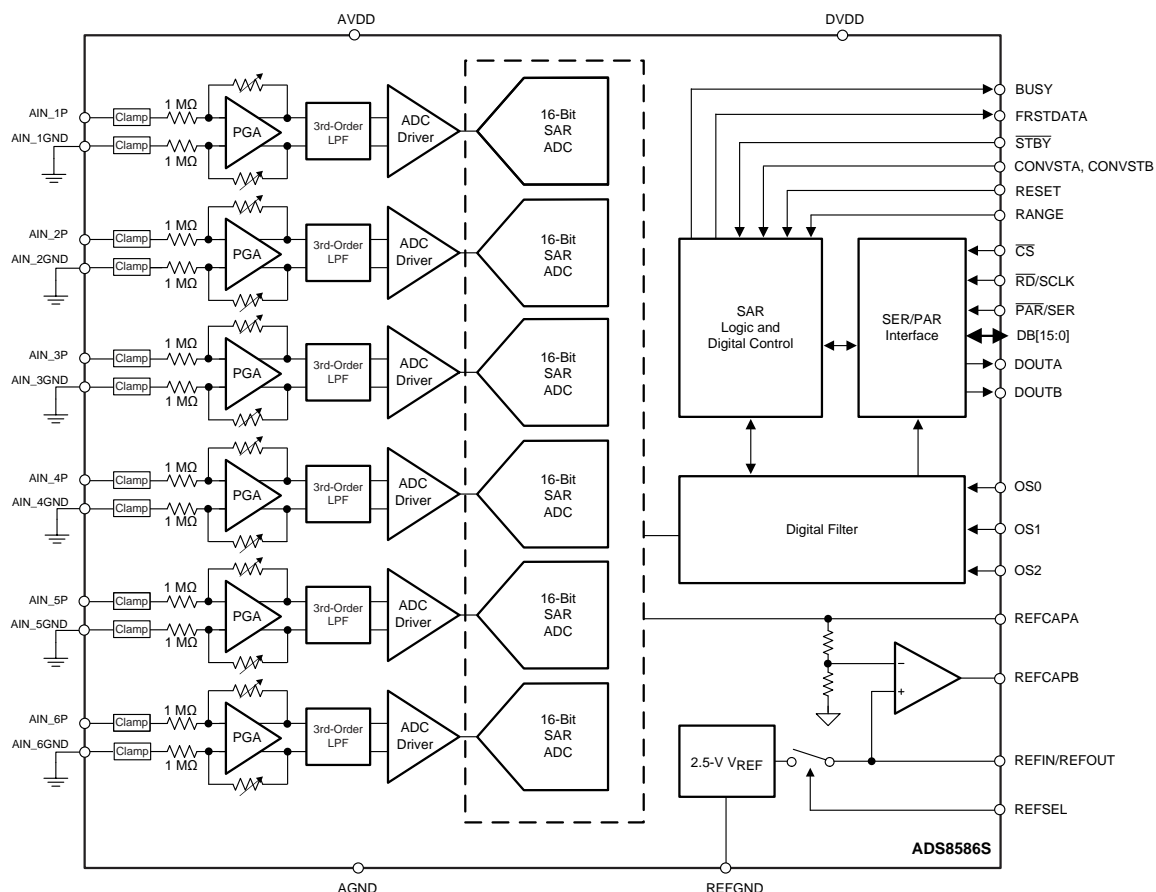 AVDD
DVDD
AIN_1P
Clamp
1 MΩ
AIN_1GND
Clamp
1 MΩ
PGA
3rd-Order
LPF
ADC
Driver
16-Bit
SAR
ADC
AIN_2P
Clamp
1 MΩ
AIN_2GND
Clamp
1 MΩ
PGA
3rd-Order
LPF
ADC
Driver
16-Bit
SAR
ADC
AIN_3P
Clamp
1 MΩ
AIN_3GND
Clamp
1 MΩ
PGA
3rd-Order
LPF
ADC
Driver
16-Bit
SAR
ADC
AIN_4P
Clamp
1 MΩ
AIN_4GND
Clamp
1 MΩ
PGA
3rd-Order
LPF
ADC
Driver
16-Bit
SAR
ADC
AIN_5P
Clamp
1 MΩ
AIN_5GND
Clamp
1 MΩ
PGA
3rd-Order
LPF
ADC
Driver
16-Bit
SAR
ADC
AIN_6P
Clamp
1 MΩ
AIN_6GND
Clamp
1 MΩ
PGA
3rd-Order
LPF
ADC
Driver
16-Bit
SAR
ADC
SAR
Logic and
Digital Control
SER/PAR
Interface
Digital Filter
2.5-V VREF
−
+
BUSY
FRSTDATA
STBY
CONVSTA, CONVSTB
RESET
RANGE
CS
RD/SCLK
PAR/SER
DB[15:0]
DOUTA
DOUTB
OS0
OS1
OS2
REFCAPA
REFCAPB
REFIN/REFOUT
REFSEL
ADS8586S
AGND
REFGND